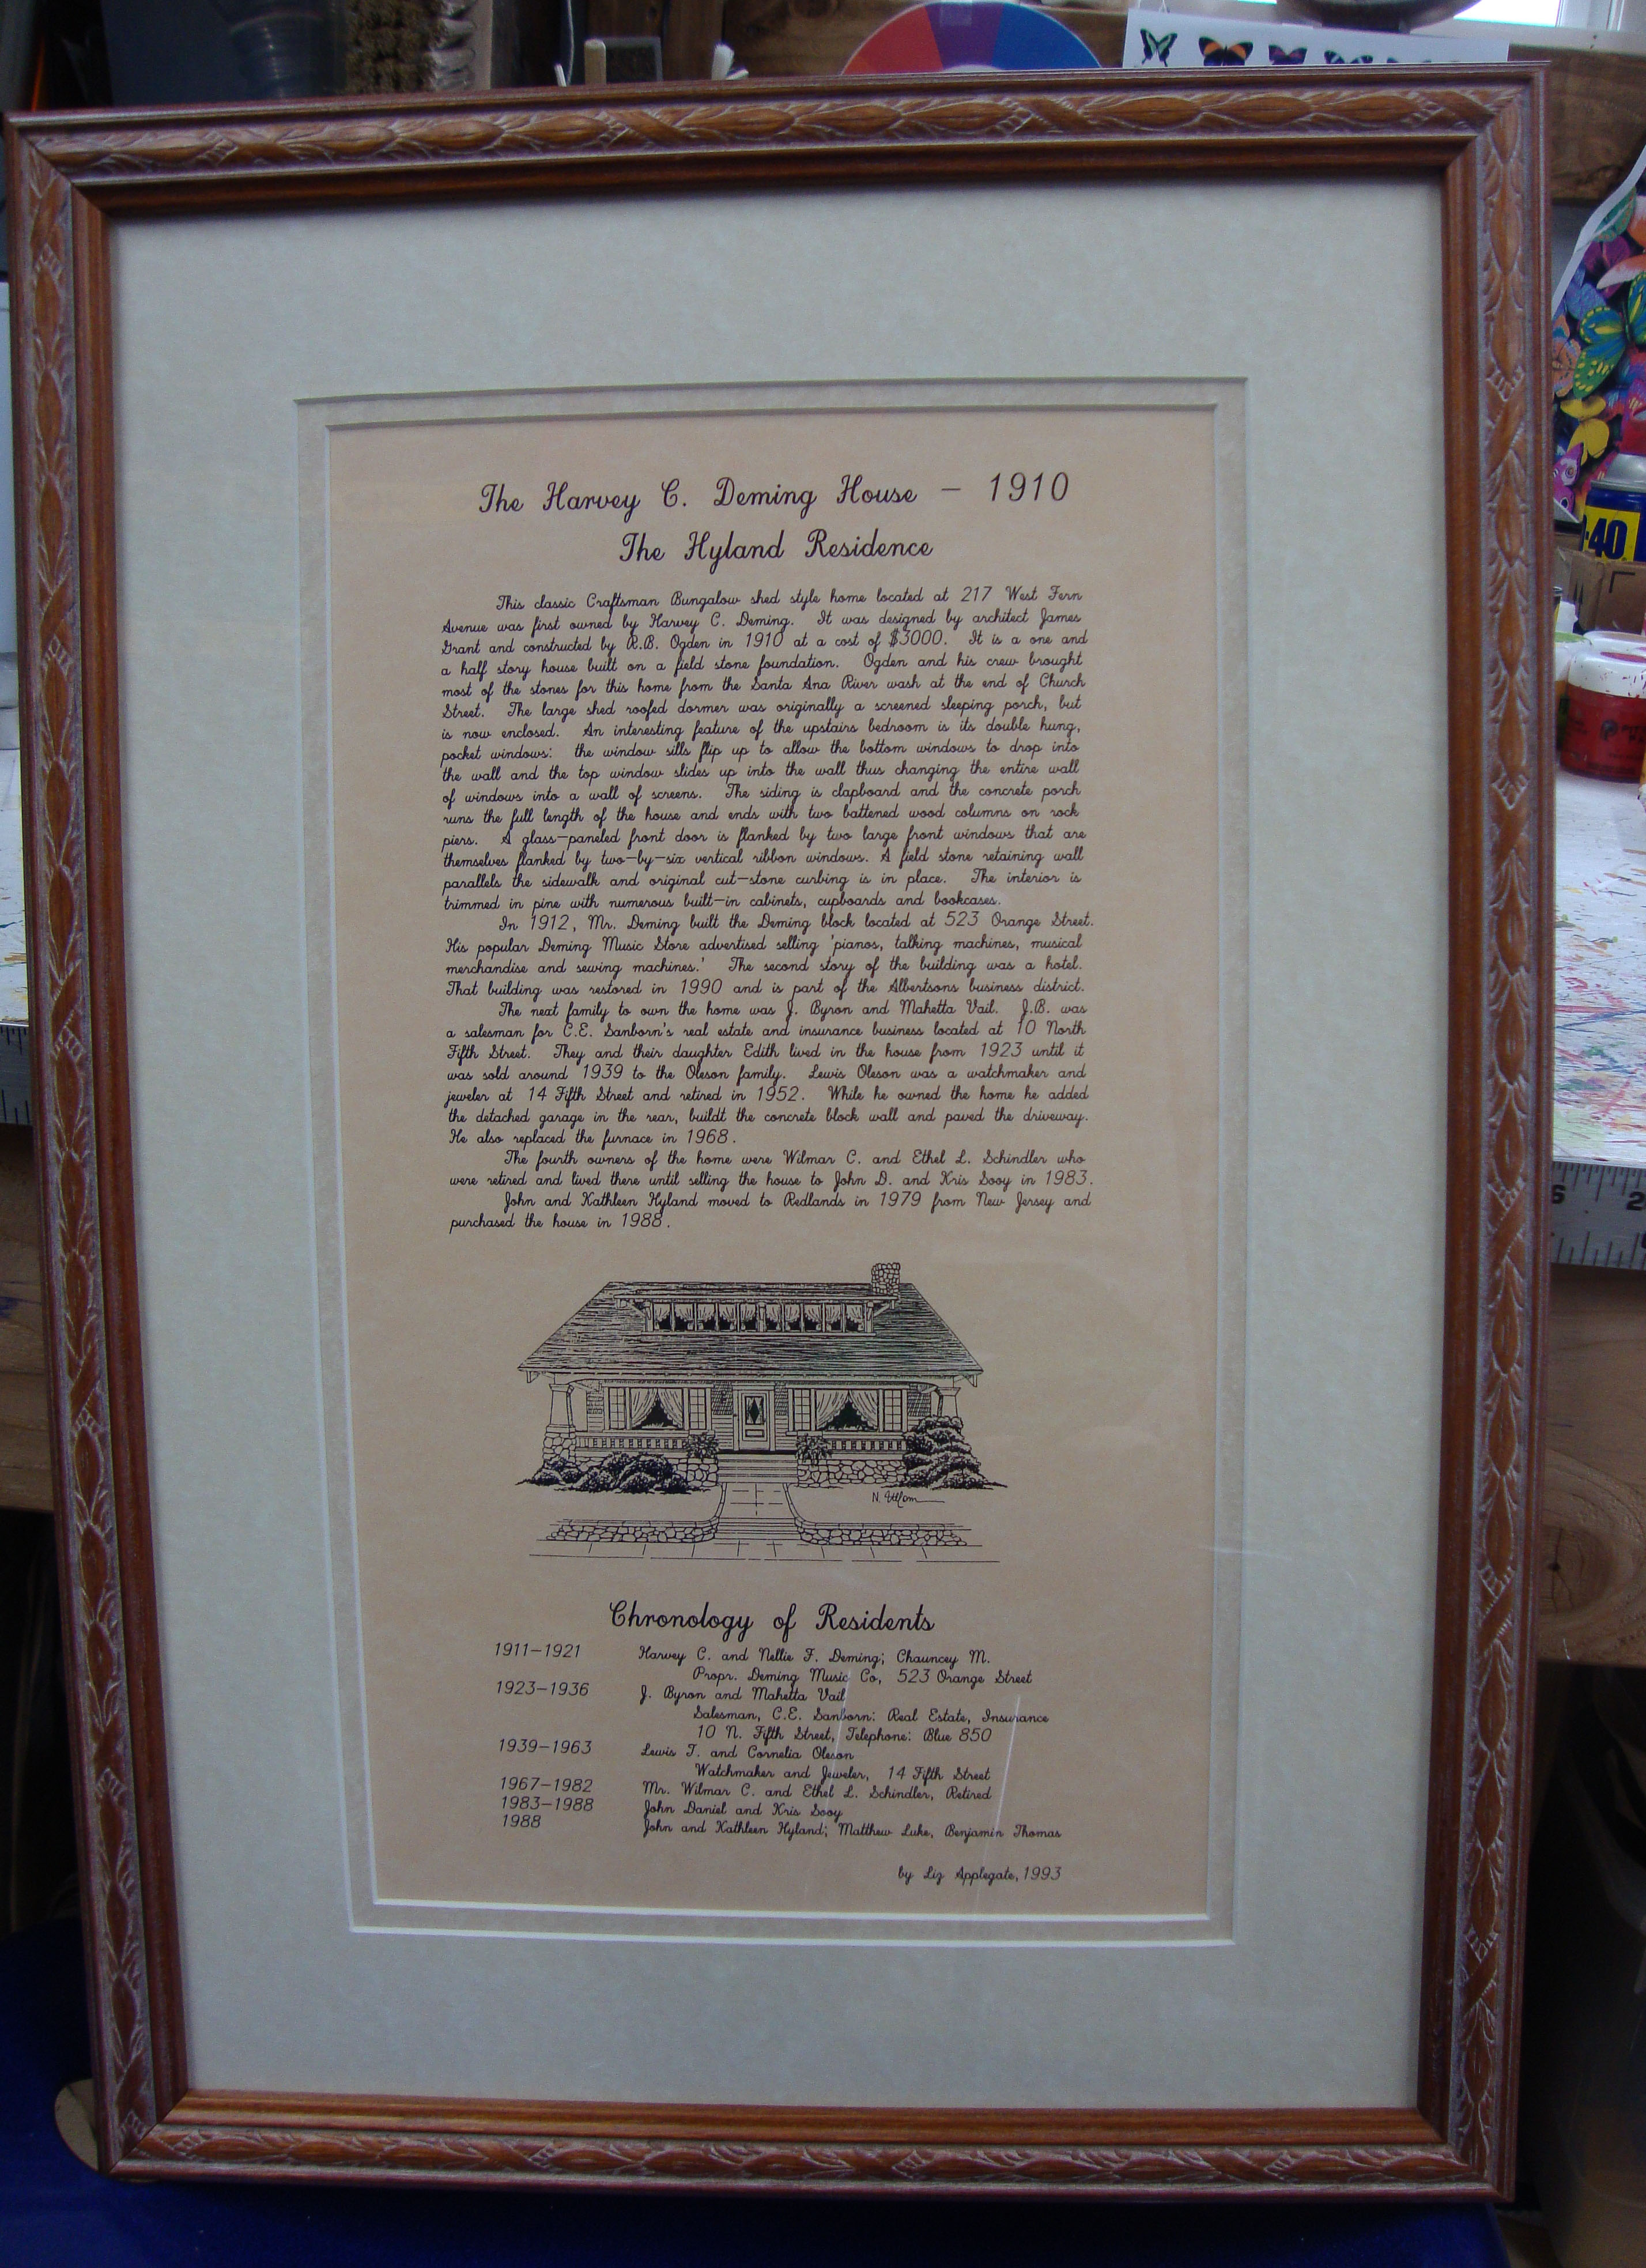 The Harvey C. Deming House – 1910
The Hyland Residence
This classic Craftsman Bungalow shed style home located at 217 West Fern
Avenue was first owned by Harvey C. Deming. It was designed by architect James
Grant and constructed by R.B. Ogden in 1910 at a cost of $3000. It is a one and
a half story house built on a field stone foundation. Ogden and his crew brought
most of the stones for this home from the Santa Ana River wash at the end of Church
Street. The large shed roofed dormer was originally a screened sleeping porch, but
is now enclosed. An interesting feature of the upstairs bedroom is its double hung,
pocket windows: the window sills flip up to allow the bottom windows to drop into
the wall and the top window slides up into the wall thus changing the entire wall
of windows into a wall of screens. The siding is clapboard and the concrete porch
runs the full length of the house and ends with two battened wood columns on rock
piers. A glass-paneled front door is flanked by two large front windows that are
themselves flanked by two-by-six vertical ribbon windows. A field stone retaining wall
parallels the sidewalk and original cut-stone curbing is in place. The interior is
trimmed in pine with numerous built-in cabinets, cupboards and bookcases.
In 1912, Mr. Deming built the Deming block located at 523 Orange Street.
His popular Deming Music Store advertised selling 'pianos, talking machines, musical
merchandise and sewing machines.' The second story of the building was a hotel.
That building was restored in 1990 and is part of the Albertsons business district.
The next family to own the home was J. Byron and Mahetta Vail. J.B. was
a salesman for C.E. Sanborn's real estate and insurance business located at 10 North
Fifth Street. They and their daughter Edith lived in the house from 1923 until it
was sold around 1939 to the Oleson family. Lewis Oleson was a watchmaker and
jeweler at 14 Fifth Street and retired in 1952. While he owned the home he added
the detached garage in the rear, buildt the concrete block wall and paved the driveway.
He also replaced the furnace in 1968.
The fourth owners of the home were Wilmar C. and Ethel L. Schindler who
were retired and lived there until selling the house to John D. and Kris Sooy in 1983.
John and Kathleen Hyland moved to Redlands in 1979 from New Jersey and
purchased the house in 1988.
N.
Chronology of Residents
1911-1921 Harvey C. and Nellie F. Deming; Chauncey M.
Propr. Deming Music Co, 523 Orange Street
1923-1936 J. Byron and Mahetta Vail
Salesman, C.E. Sanborn: Real Estate, Insurance
10 N. Fifth Street, Telephone: Blue 850
1939-1963 Lewis T. and Cornelia Oleson
Watchmaker and Jeweler, 14 Fifth Street
1967-1982 Mr. Wilmar C. and Ethel L. Schindler, Retired
1983-1988 John Daniel and Kris Sooy
1988 John and Kathleen Hyland; Matthew Luke, Benjamin Thomas
by Liz Applegate, 1993
-40